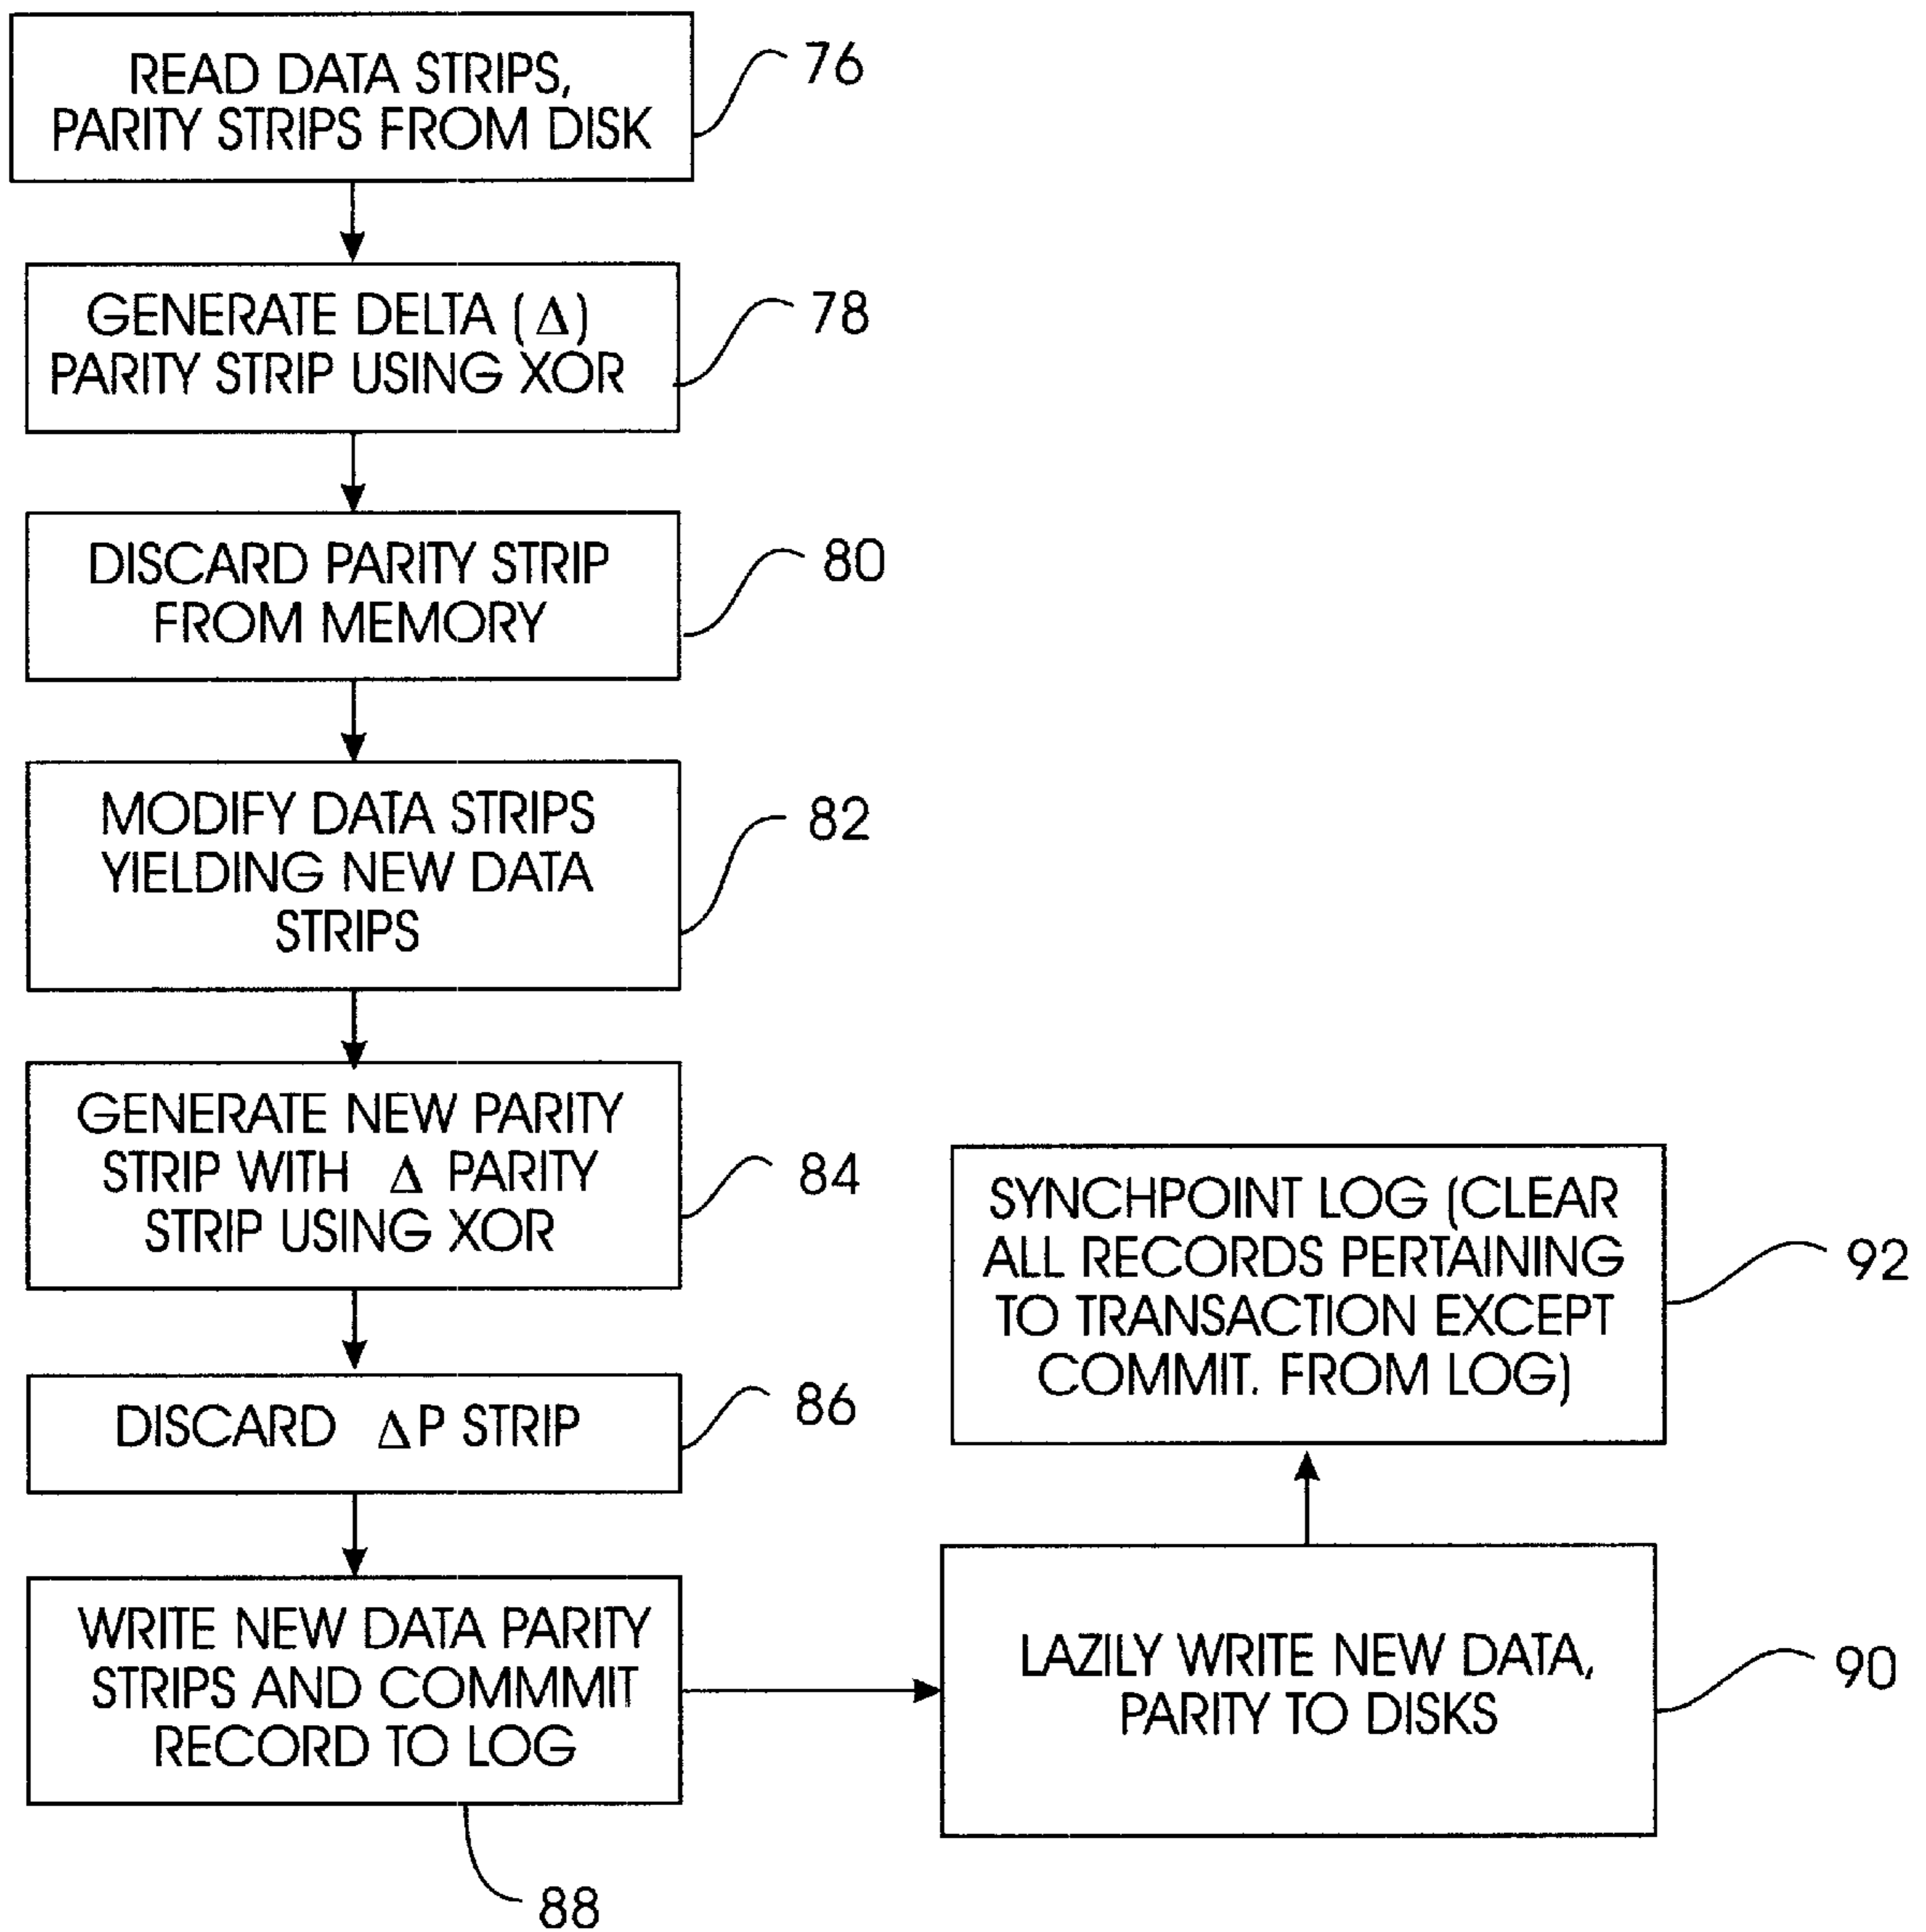 READ DATA STRIPS,
PARITY STRIPS FROM DISK
76
GENERATE DELTA (Δ)
PARITY STRIP USING XOR
78
DISCARD PARITY STRIP
FROM MEMORY
80
MODIFY DATA STRIPS
YIELDING NEW DATA
STRIPS
82
GENERATE NEW PARITY
STRIP WITH Δ PARITY
STRIP USING XOR
84
DISCARD ΔP STRIP
86
WRITE NEW DATA PARITY
STRIPS AND COMMMIT
RECORD TO LOG
88
LAZILY WRITE NEW DATA,
PARITY TO DISKS
90
SYNCHPOINT LOG (CLEAR
ALL RECORDS PERTAINING
TO TRANSACTION EXCEPT
COMMIT. FROM LOG)
92